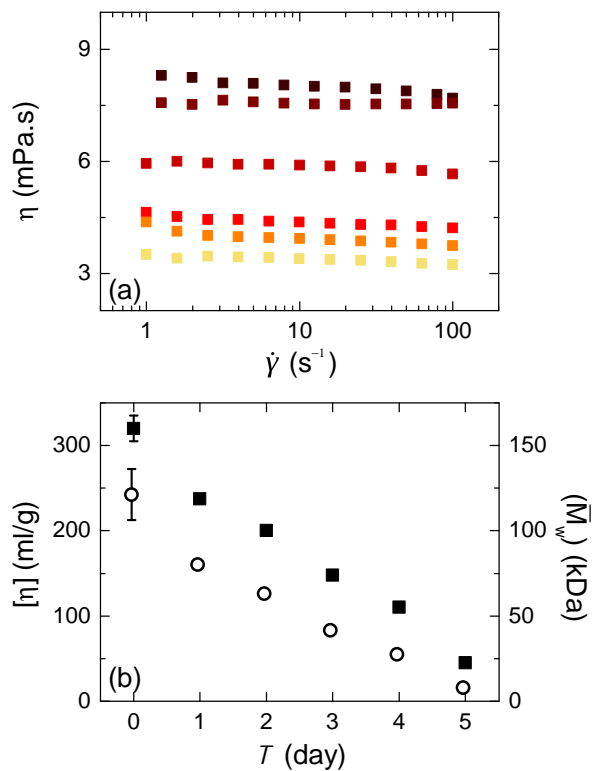 9
6
3
η (mPa.s)
(a)
1 10 100
γ̇ (s⁻¹)
300
200
100
0
[η] (ml/g)
150
100
50
0
(M̅w) (kDa)
(b)
0 1 2 3 4 5
T (day)